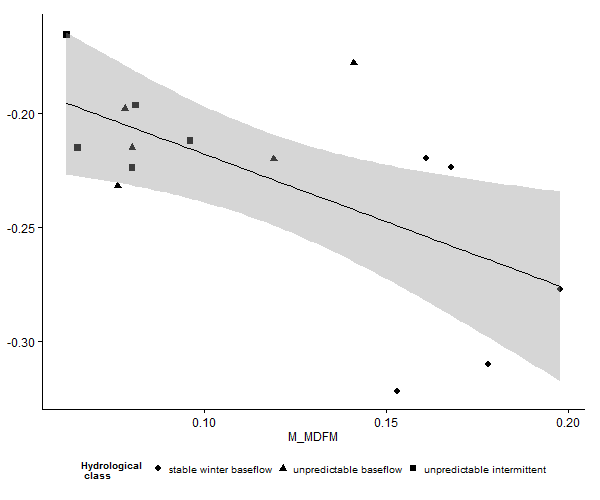 -0.20
-0.25
-0.30
0.10 0.15 0.20
M_MDFM
Hydrological
class
stable winter baseflow unpredictable baseflow unpredictable intermittent